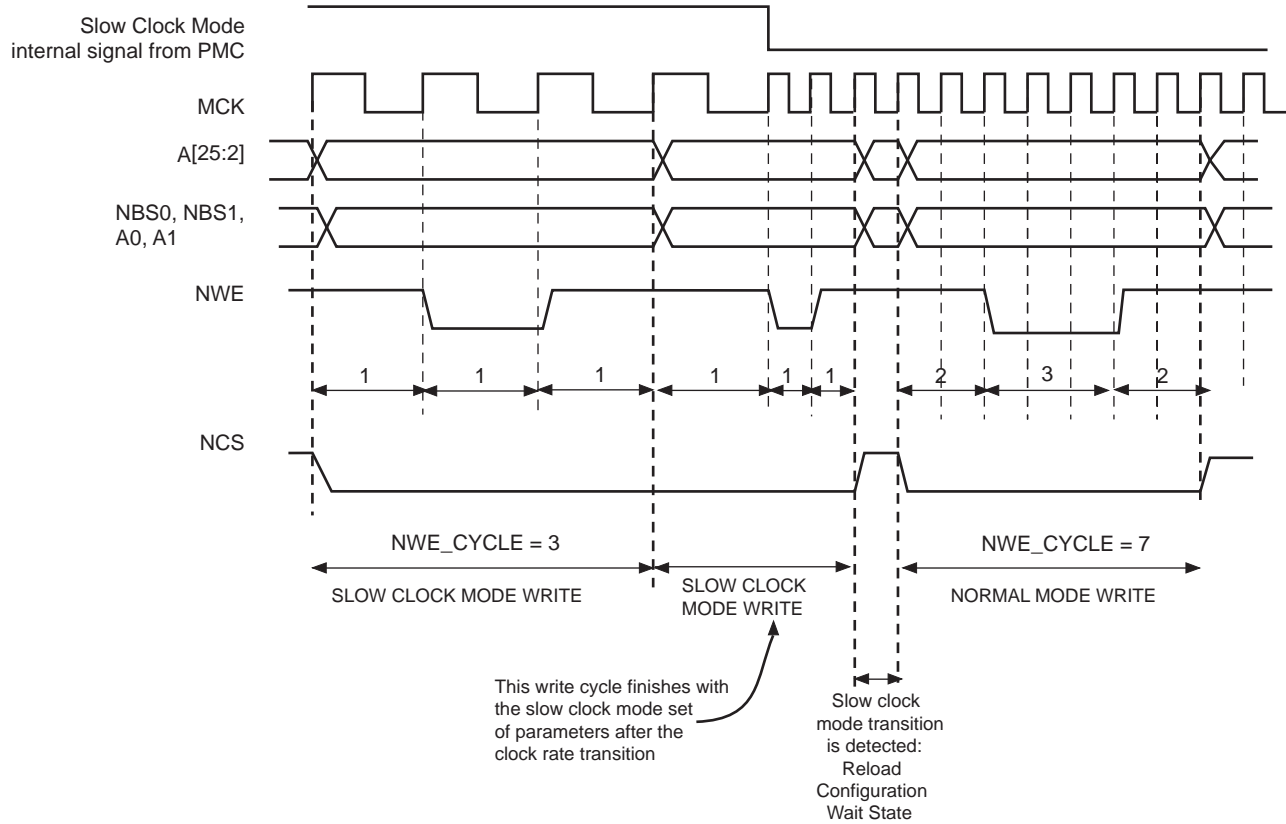 Slow Clock Mode
internal signal from PMC
MCK
A[25:2]
NBS0, NBS1,
A0, A1
NWE
1 1 1 1 1 1 2 3 2
NCS
NWE_CYCLE = 3
NWE_CYCLE = 7
SLOW CLOCK MODE WRITE
SLOW CLOCK
MODE WRITE
NORMAL MODE WRITE
This write cycle finishes with
the slow clock mode set
of parameters after the
clock rate transition
Slow clock
mode transition
is detected:
Reload
Configuration
Wait State